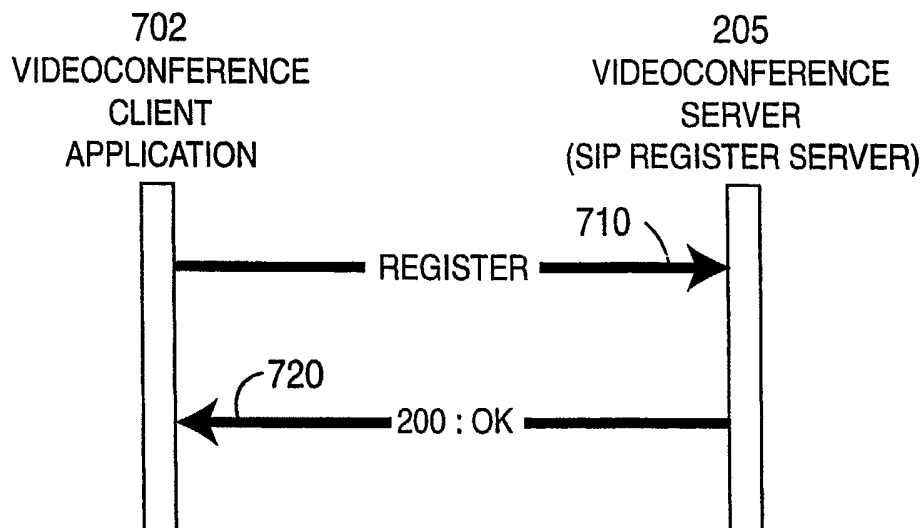 702
VIDEOCONFERENCE
CLIENT
APPLICATION
205
VIDEOCONFERENCE
SERVER
(SIP REGISTER SERVER)
710
REGISTER
720
200 : OK